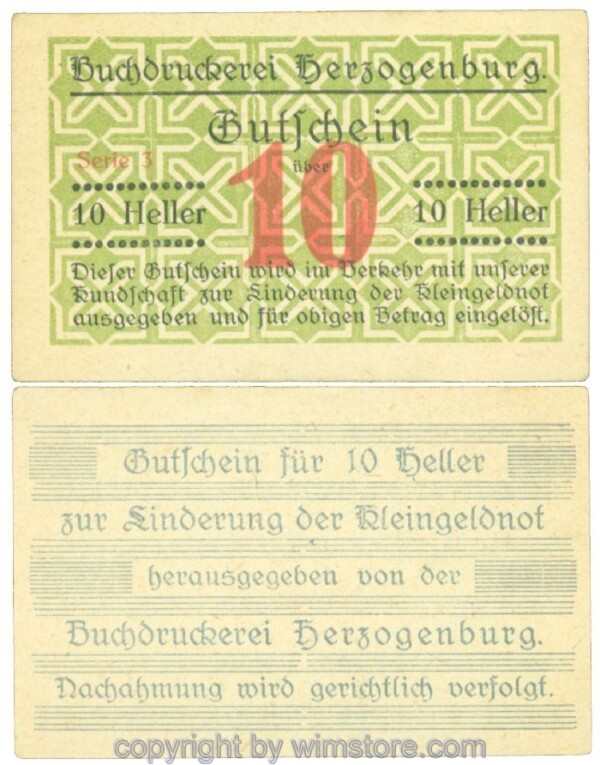 Buchdruckerei Herzogenburg.
Gutschein
über
Serie 3
10
10 Heller
10 Heller
Dieser Gutschein wird im Verkehr mit unserer
Kundschaft zur Linderung der Kleingeldnot
ausgegeben und für obigen Betrag eingelöst.
Gutschein für 10 Heller
zur Linderung der Kleingeldnot
herausgegeben von der
Buchdruckerei Herzogenburg.
Nachahmung wird gerichtlich verfolgt.
copyright by wimstore.com